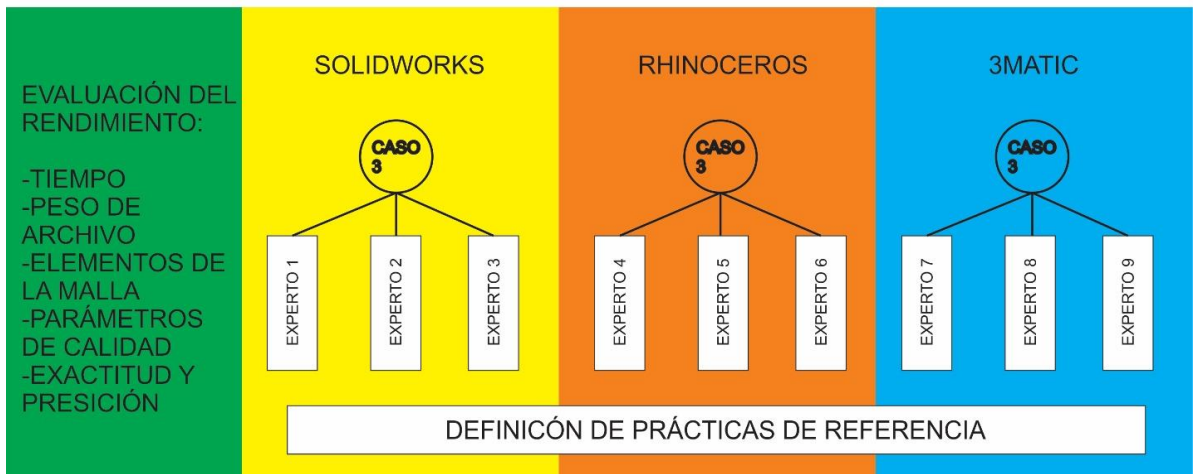 EVALUACIÓN DEL
RENDIMIENTO:
-TIEMPO
-PESO DE
ARCHIVO
-ELEMENTOS DE
LA MALLA
-PARÁMETROS
DE CALIDAD
-EXACTITUD Y
PRESICIÓN
SOLIDWORKS
CASO
3
EXPERTO 1
EXPERTO 2
EXPERTO 3
RHINOCEROS
CASO
3
EXPERTO 4
EXPERTO 5
EXPERTO 6
3MATIC
CASO
3
EXPERTO 7
EXPERTO 8
EXPERTO 9
DEFINICÓN DE PRÁCTICAS DE REFERENCIA